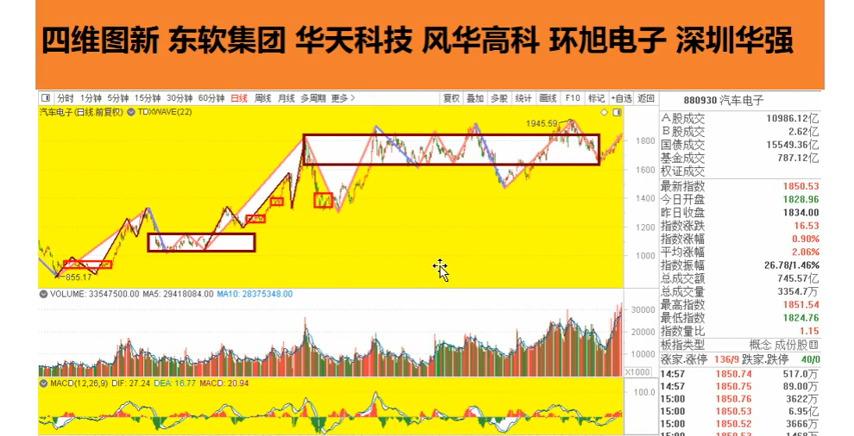 四维图新 东软集团 华天科技 风华高科 环旭电子 深圳华强
分时 1分钟 5分钟 15分钟 30分钟 60分钟 日线 周线 月线 多周期 更多>
复权 叠加 多股 统计 画线 F10 标记 +自选 返回
880930 汽车电子
汽车电子(日线.前复权) TDXWAVE(22)
A股成交 10986.12亿
B股成交 2.62亿
国债成交 15549.36亿
基金成交 787.12亿
权证成交
最新指数 1850.53
今日开盘 1828.96
昨日收盘 1834.00
指数涨跌 16.53
指数涨幅 0.90%
平均涨幅 2.06%
指数振幅 26.78/1.46%
总成交额 745.57亿
总成交量 3354.7万
最高指数 1851.54
最低指数 1824.76
指数量比 1.15
板指类型 概念 成份股
涨家.涨停 136/9 跌家.跌停 40/0
14:57 1850.74 517.0万
14:57 1850.75 89.00万
15:00 1850.76 3622万
15:00 1850.53 6.95亿
15:00 1850.52 3666万
1945.59
1800
1600
1400
1200
1000
855.17
VOLUME: 33547500.00 MA5: 29418084.00 MA10: 28375348.00
30000
20000
10000
X1000
MACD(12,26,9) DIF: 27.24 DEA: 16.77 MACD: 20.94
100.0